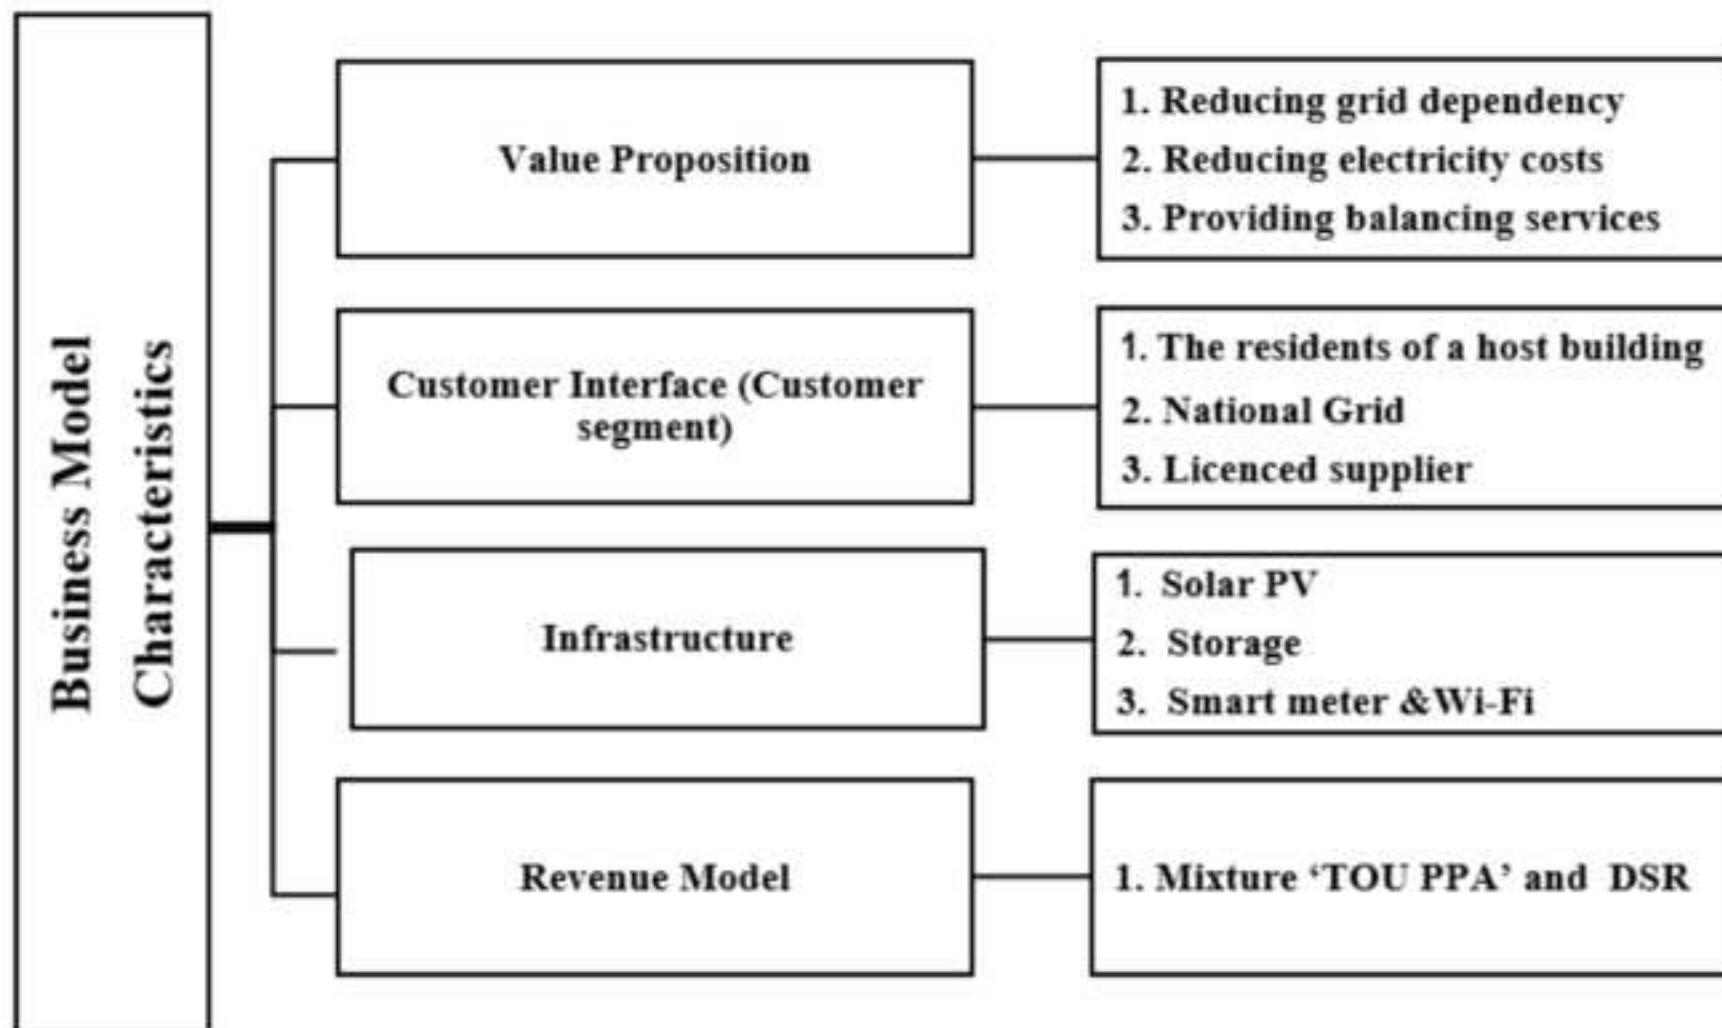 Business Model
Characteristics
Value Proposition
1. Reducing grid dependency
2. Reducing electricity costs
3. Providing balancing services
Customer Interface (Customer
segment)
1. The residents of a host building
2. National Grid
3. Licenced supplier
Infrastructure
1. Solar PV
2. Storage
3. Smart meter &Wi-Fi
Revenue Model
1. Mixture ‘TOU PPA’ and DSR